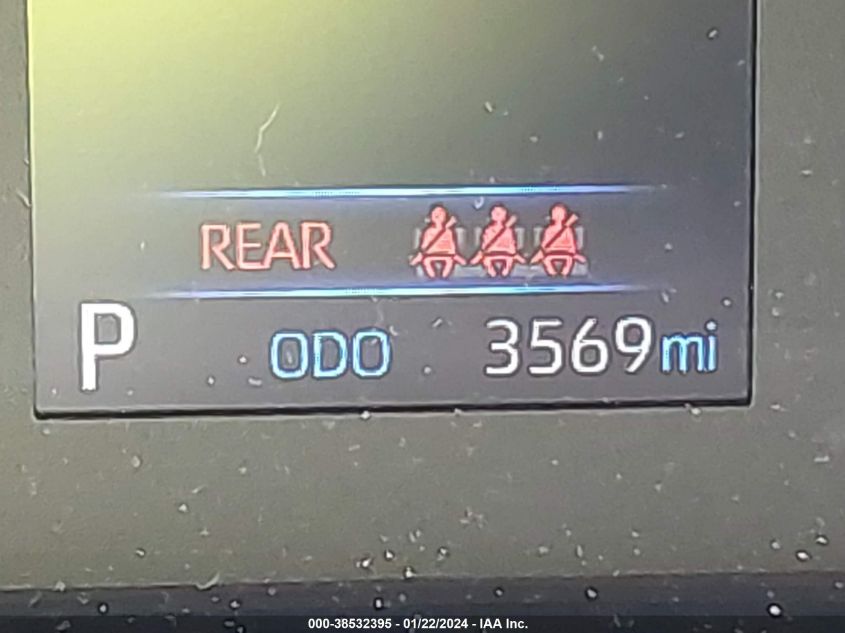 REAR
P ODO 3569mi
000-38532395 - 01/22/2024 - IAA Inc.